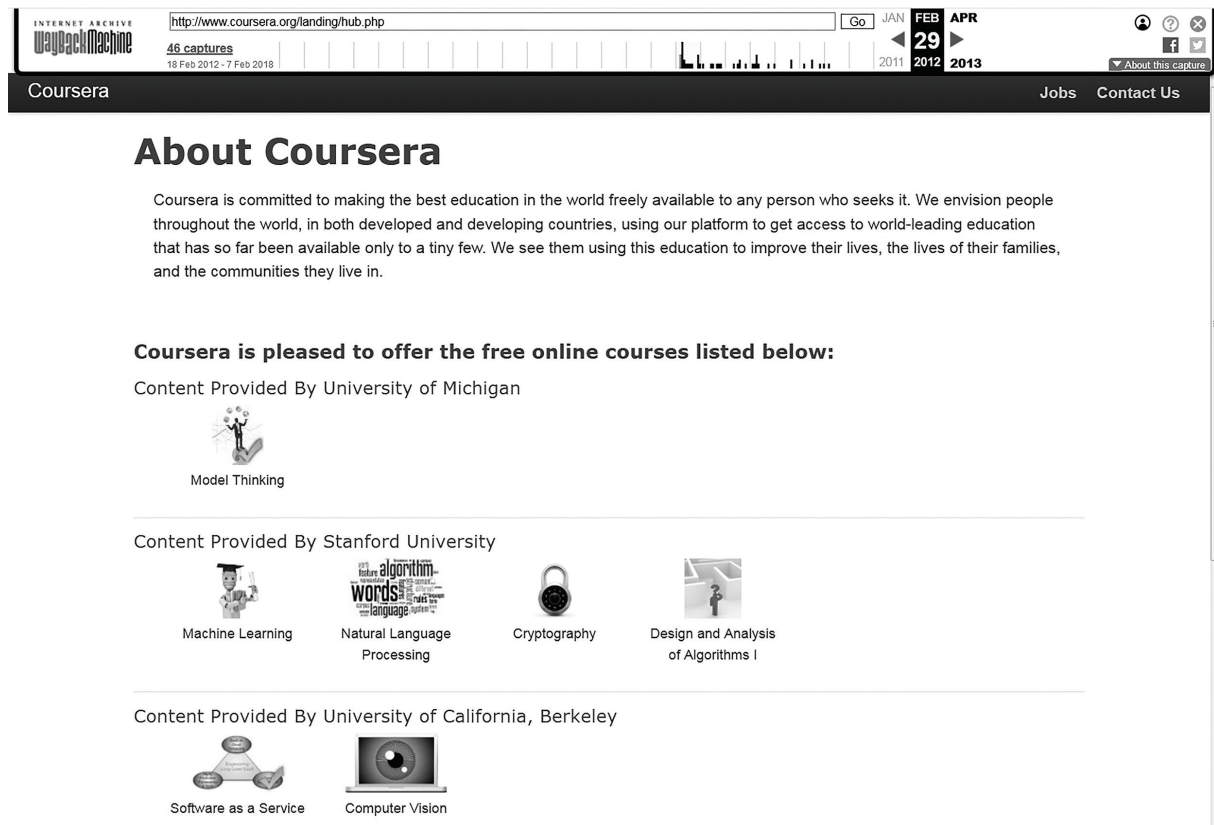 INTERNET ARCHIVE
WayBackMachine
http://www.coursera.org/landing/hub.php
Go
JAN FEB APR
46 captures
29
18 Feb 2012 - 7 Feb 2018
2011 2012 2013
About this capture
Coursera
Jobs Contact Us
About Coursera
Coursera is committed to making the best education in the world freely available to any person who seeks it. We envision people
throughout the world, in both developed and developing countries, using our platform to get access to world-leading education
that has so far been available only to a tiny few. We see them using this education to improve their lives, the lives of their families,
and the communities they live in.
Coursera is pleased to offer the free online courses listed below:
Content Provided By University of Michigan
Model Thinking
Content Provided By Stanford University
feature algorithm
words
rules
language system
Machine Learning
Natural Language
Processing
Cryptography
Design and Analysis
of Algorithms I
Content Provided By University of California, Berkeley
Software as a Service
Computer Vision